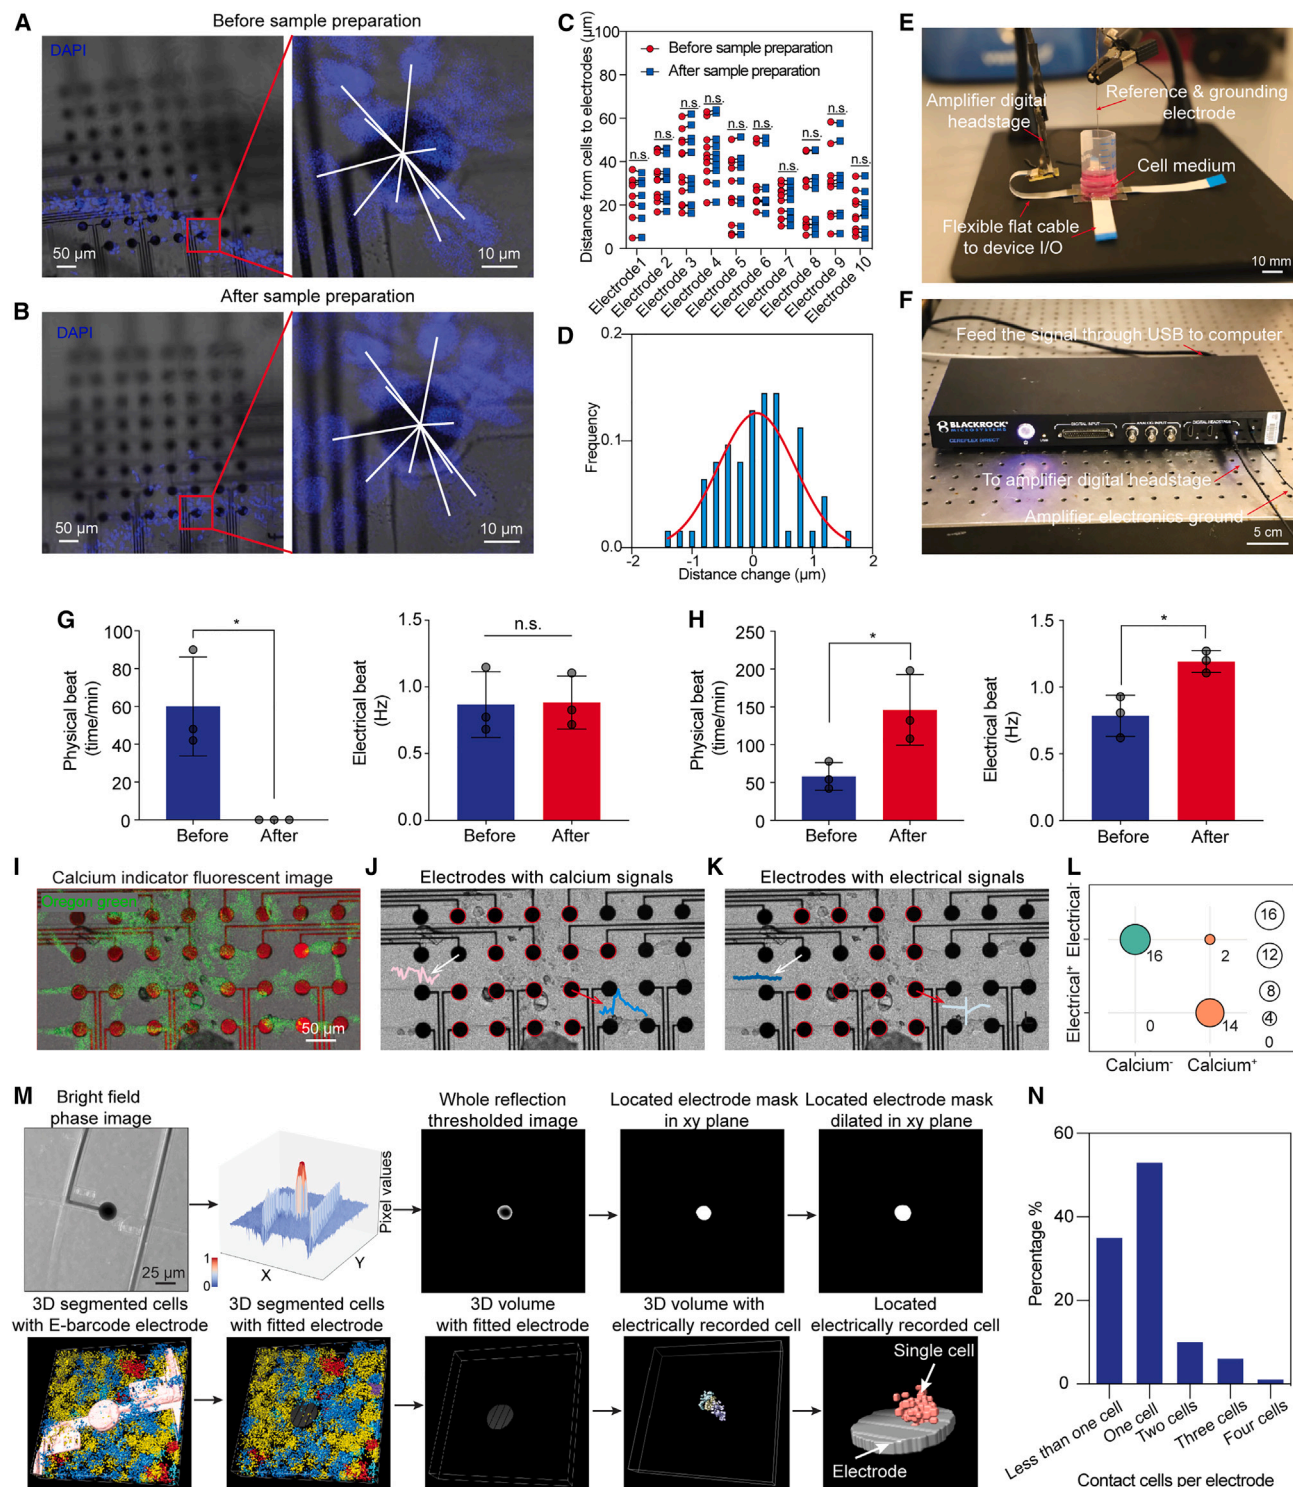 A
Before sample preparation
DAPI
50 µm
10 µm
B
After sample preparation
DAPI
50 µm
10 µm
C
Distance from cells to electrodes (µm)
100
80
60
40
20
0
Before sample preparation
After sample preparation
n.s.
n.s.
n.s.
n.s.
n.s.
n.s.
n.s.
n.s.
n.s.
n.s.
Electrode1
Electrode 2
Electrode 3
Electrode 4
Electrode 5
Electrode 6
Electrode 7
Electrode 8
Electrode 9
Electrode 10
D
Frequency
0.2
0.1
0.0
-2
-1
0
1
2
Distance change (µm)
E
Amplifier digital
headstage
Reference & grounding
electrode
Cell medium
Flexible flat cable
to device I/O
10 mm
F
Feed the signal through USB to computer
BLACKROCK
MICROSYSTEMS
CEREPLEX DIRECT
DIGITAL INPUT
ANALOG INPUT
DIGITAL HEADSTAGE
To amplifier digital headstage
Amplifier electronics ground
5 cm
G
Physical beat
(time/min)
100
80
60
40
20
0
*
Before
After
Electrical beat
(Hz)
1.5
1.0
0.5
0.0
n.s.
Before
After
H
Physical beat
(time/min)
250
200
150
100
50
0
*
Before
After
Electrical beat
(Hz)
1.5
1.0
0.5
0.0
*
Before
After
I
Calcium indicator fluorescent image
Oregon green
50 µm
J
Electrodes with calcium signals
K
Electrodes with electrical signals
L
Electrical⁺ Electrical⁻
16
2
0
14
16
12
8
4
0
Calcium⁻
Calcium⁺
M
Bright field
phase image
25 µm
Pixel values
X
Y
1
0
Whole reflection
thresholded image
Located electrode mask
in xy plane
Located electrode mask
dilated in xy plane
3D segmented cells
with E-barcode electrode
3D segmented cells
with fitted electrode
3D volume
with fitted electrode
3D volume with
electrically recorded cell
Located
electrically recorded cell
Single cell
Electrode
N
Percentage %
60
40
20
0
Less than one cell
One cell
Two cells
Three cells
Four cells
Contact cells per electrode